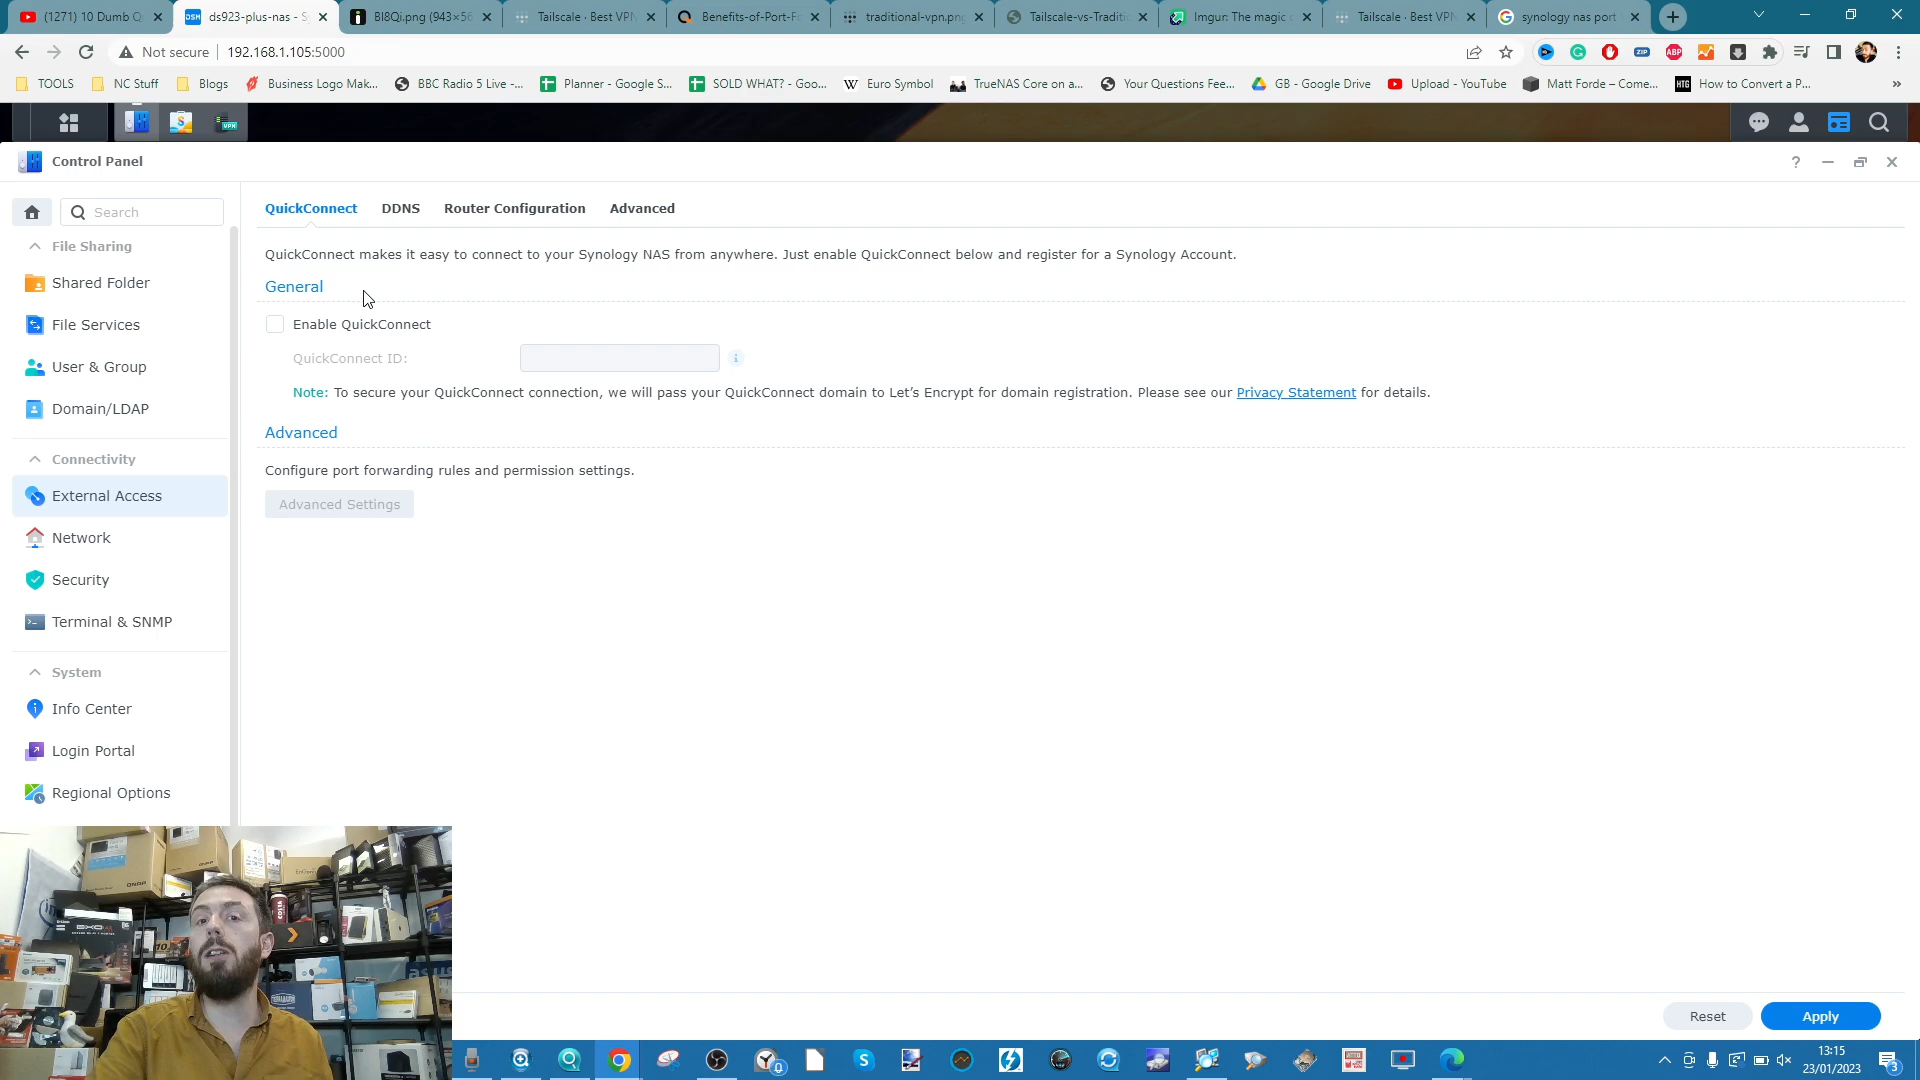 (1271) 10 Dumb Q
ds923-plus-nas - S
BI8Qi.png (943×56
Tailscale · Best VPN
Benefits-of-Port-Fo
traditional-vpn.png
Tailscale-vs-Traditio
Imgur: The magic
Tailscale · Best VPN
synology nas port
Not secure
192.168.1.105:5000
TOOLS
NC Stuff
Blogs
Business Logo Mak...
BBC Radio 5 Live -...
Planner - Google S...
SOLD WHAT? - Goo...
Euro Symbol
TrueNAS Core on a...
Your Questions Fee...
GB - Google Drive
Upload - YouTube
Matt Forde – Come...
How to Convert a P...
Control Panel
Search
QuickConnect
DDNS
Router Configuration
Advanced
File Sharing
Shared Folder
File Services
User & Group
Domain/LDAP
Connectivity
External Access
Network
Security
Terminal & SNMP
System
Info Center
Login Portal
Regional Options
QuickConnect makes it easy to connect to your Synology NAS from anywhere. Just enable QuickConnect below and register for a Synology Account.
General
Enable QuickConnect
QuickConnect ID:
Note: To secure your QuickConnect connection, we will pass your QuickConnect domain to Let's Encrypt for domain registration. Please see our Privacy Statement for details.
Advanced
Configure port forwarding rules and permission settings.
Advanced Settings
Reset
Apply
13:15
23/01/2023
3